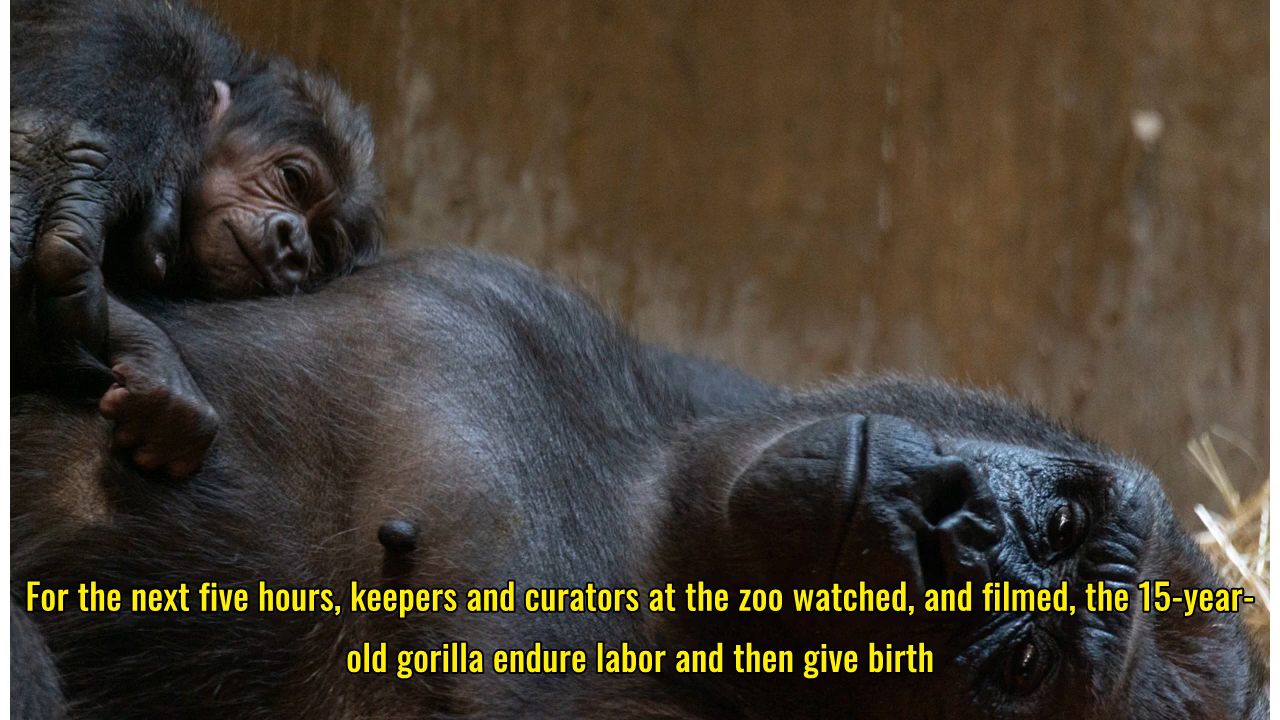 For the next five hours, keepers and curators at the zoo watched, and filmed, the 15-year-
old gorilla endure labor and then give birth